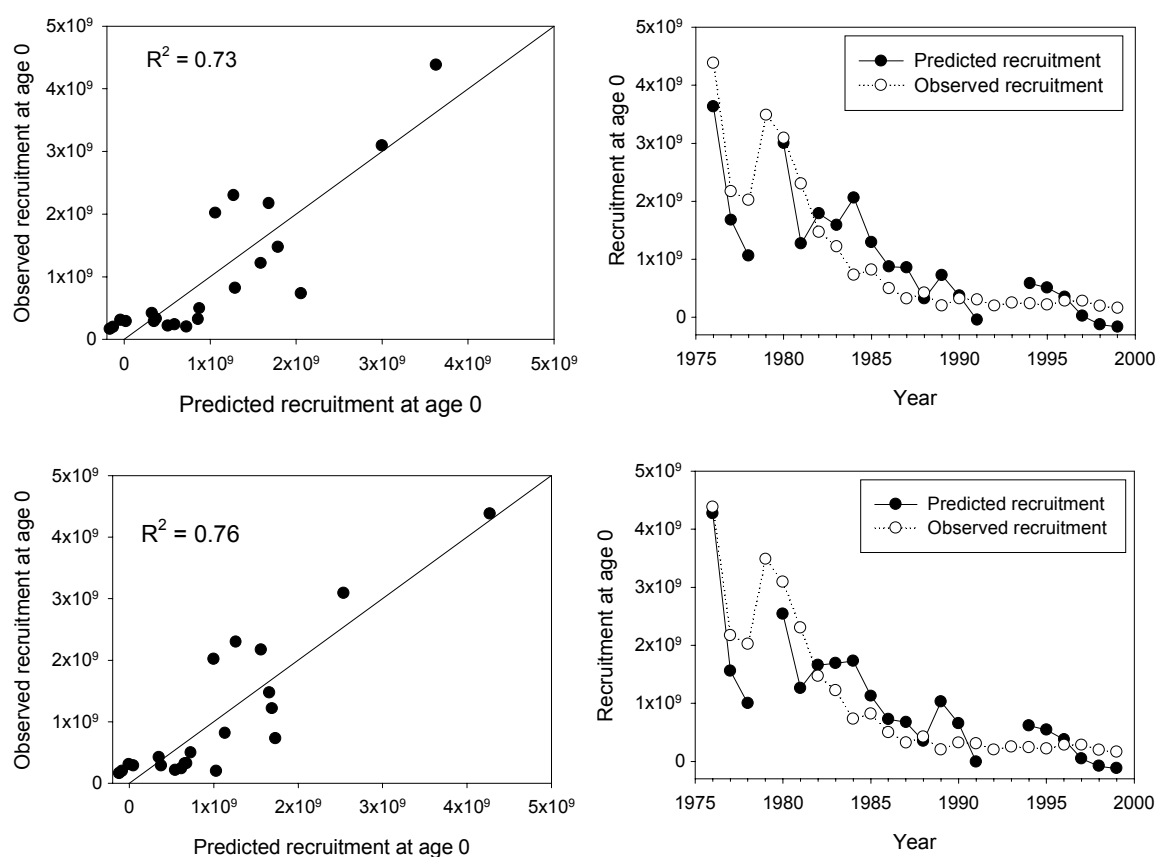 Observed recruitment at age 0
5x10⁹
4x10⁹
3x10⁹
2x10⁹
1x10⁹
0
R² = 0.73
0
1x10⁹
2x10⁹
3x10⁹
4x10⁹
5x10⁹
Predicted recruitment at age 0
Recruitment at age 0
5x10⁹
4x10⁹
3x10⁹
2x10⁹
1x10⁹
0
Predicted recruitment
Observed recruitment
1975
1980
1985
1990
1995
2000
Year
Observed recruitment at age 0
5x10⁹
4x10⁹
3x10⁹
2x10⁹
1x10⁹
0
R² = 0.76
0
1x10⁹
2x10⁹
3x10⁹
4x10⁹
5x10⁹
Predicted recruitment at age 0
Recruitment at age 0
5x10⁹
4x10⁹
3x10⁹
2x10⁹
1x10⁹
0
Predicted recruitment
Observed recruitment
1975
1980
1985
1990
1995
2000
Year